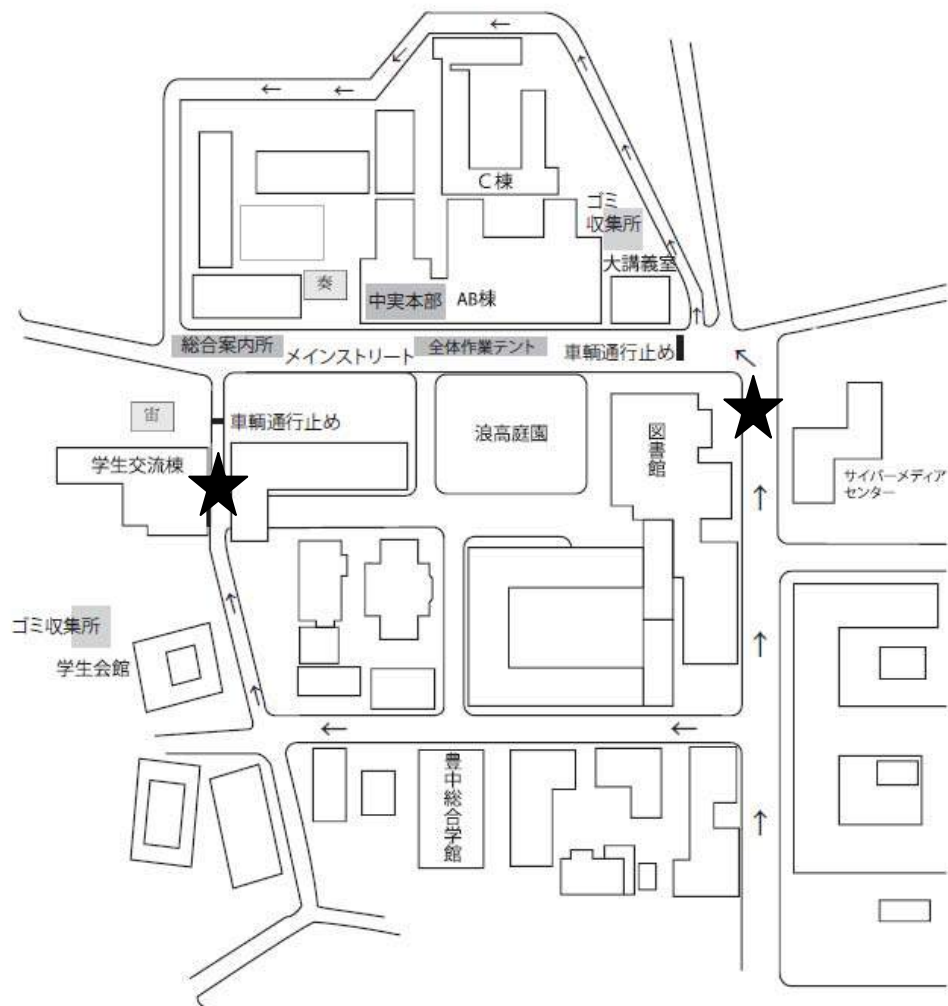 C棟
ゴミ
収集所
大講義室
奏
中実本部
AB棟
総合案内所
メインストリート
全体作業テント
車輌通行止め
宙
車輌通行止め
浪高庭園
図書館
学生交流棟
サイバーメディア
センター
ゴミ収集所
学生会館
豊中総合学館